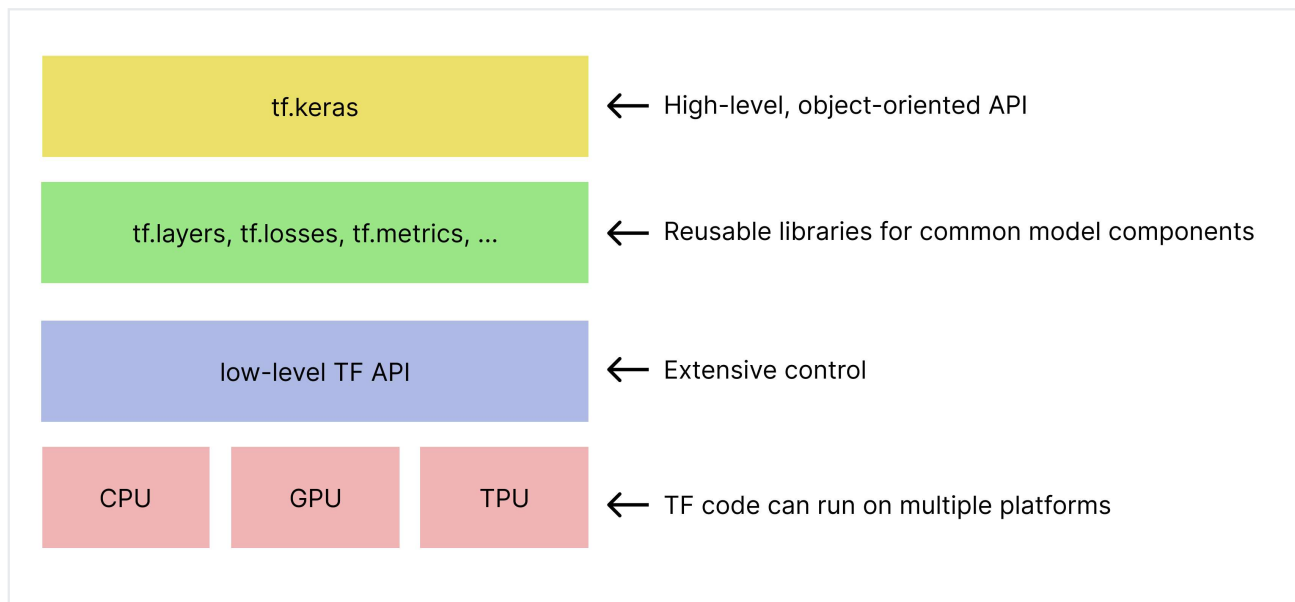 tf.keras
High-level, object-oriented API
tf.layers, tf.losses, tf.metrics, ...
Reusable libraries for common model components
low-level TF API
Extensive control
CPU
GPU
TPU
TF code can run on multiple platforms